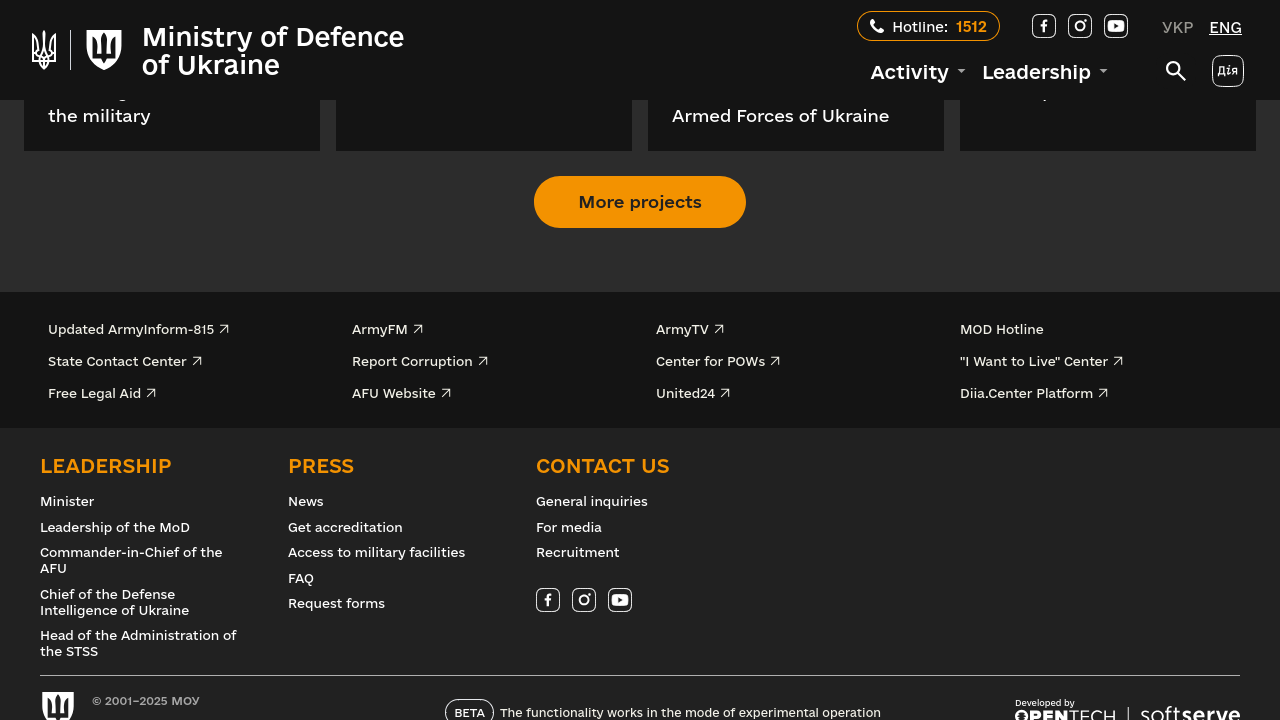 Ministry of Defence
of Ukraine
Hotline: 1512
УКР ENG
Activity Leadership
Дія
the military
Armed Forces of Ukraine
More projects
Updated ArmyInform-815
ArmyFM
ArmyTV
MOD Hotline
State Contact Center
Report Corruption
Center for POWs
"I Want to Live" Center
Free Legal Aid
AFU Website
United24
Diia.Center Platform
LEADERSHIP
Minister
Leadership of the MoD
Commander-in-Chief of the
AFU
Chief of the Defense
Intelligence of Ukraine
Head of the Administration of
the STSS
PRESS
News
Get accreditation
Access to military facilities
FAQ
Request forms
CONTACT US
General inquiries
For media
Recruitment
© 2001–2025 МОУ
BETA The functionality works in the mode of experimental operation
Developed by
OPENTECH | softserve